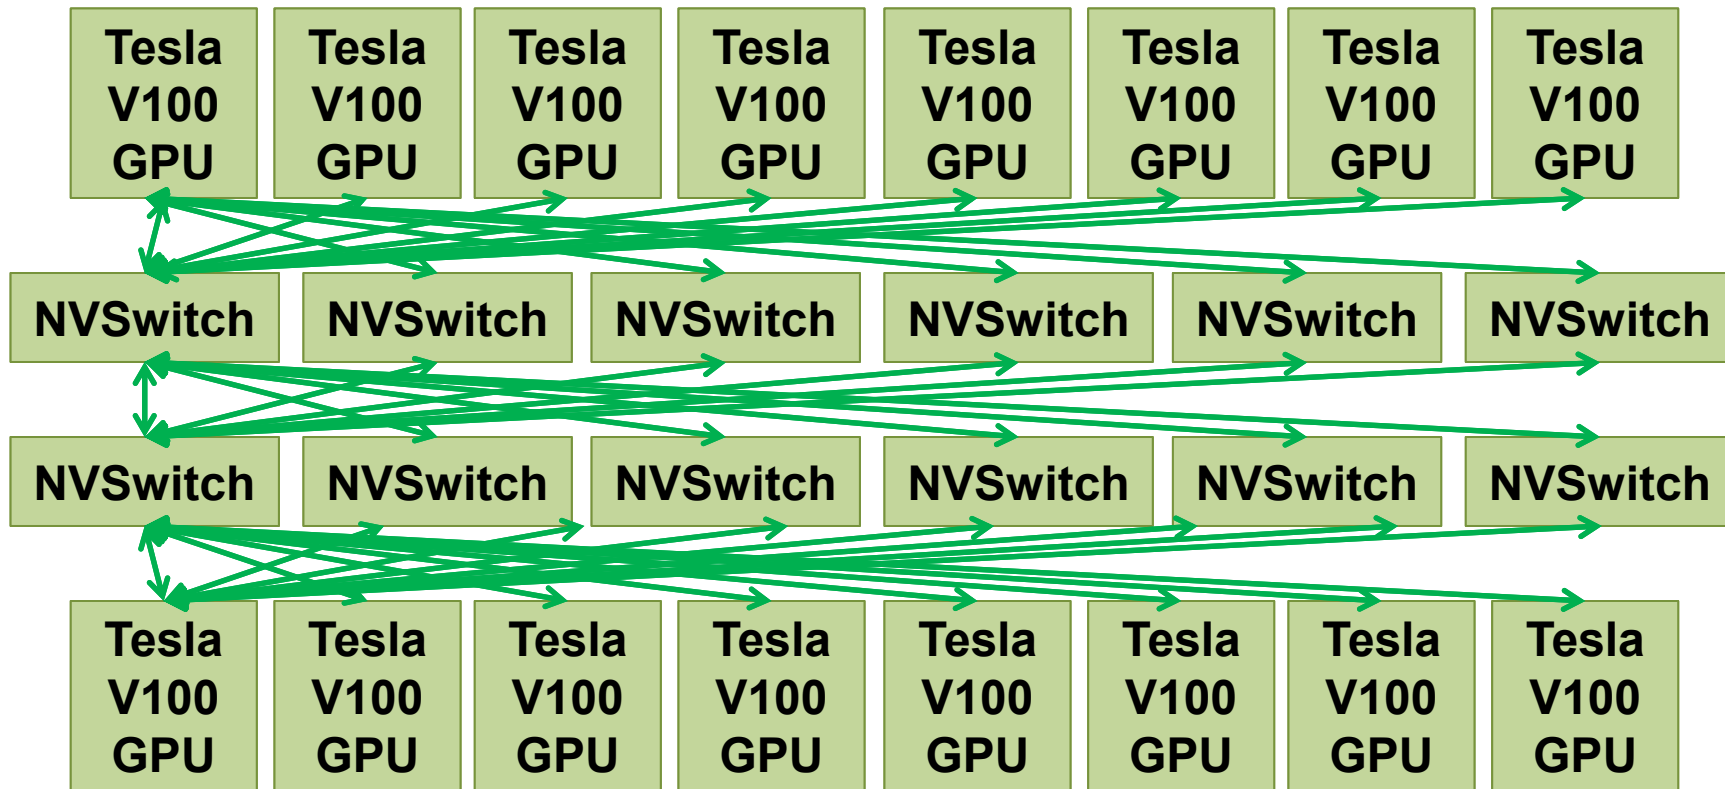 Tesla Tesla Tesla Tesla Tesla Tesla Tesla Tesla
V100 V100 V100 V100 V100 V100 V100 V100
GPU GPU GPU GPU GPU GPU GPU GPU
NVSwitch NVSwitch NVSwitch NVSwitch NVSwitch NVSwitch
NVSwitch NVSwitch NVSwitch NVSwitch NVSwitch NVSwitch
Tesla Tesla Tesla Tesla Tesla Tesla Tesla Tesla
V100 V100 V100 V100 V100 V100 V100 V100
GPU GPU GPU GPU GPU GPU GPU GPU